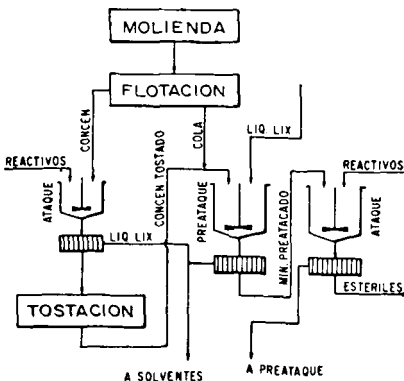 MOLIENDA
FLOTACION
CONCEN
COLA
LIQ. LIX
REACTIVOS
ATAQUE
CONCEN TOSTADO
PREATAQUE
MIN. PREATACADO
REACTIVOS
ATAQUE
LIQ LIX
TOSTACION
ESTERILES
A SOLVENTES
A PREATAQUE